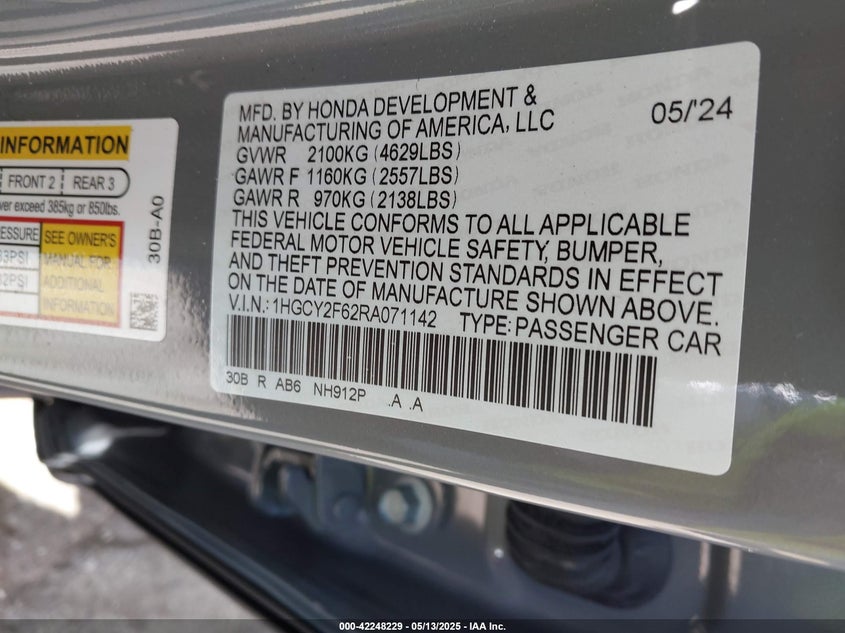 MFD. BY HONDA DEVELOPMENT &
MANUFACTURING OF AMERICA, LLC
05/'24
GVWR 2100KG (4629LBS)
GAWR F 1160KG (2557LBS)
GAWR R 970KG (2138LBS)
THIS VEHICLE CONFORMS TO ALL APPLICABLE
FEDERAL MOTOR VEHICLE SAFETY, BUMPER,
AND THEFT PREVENTION STANDARDS IN EFFECT
ON THE DATE OF MANUFACTURE SHOWN ABOVE.
V.I.N.: 1HGCY2F62RA071142 TYPE: PASSENGER CAR
30B R AB6 NH912P .A .A
INFORMATION
FRONT 2 REAR 3
exceed 385kg or 850lbs.
SEE OWNER'S
MANUAL FOR
ADDITIONAL
INFORMATION
30B-A0
000-42248229 - 05/13/2025 - IAA Inc.